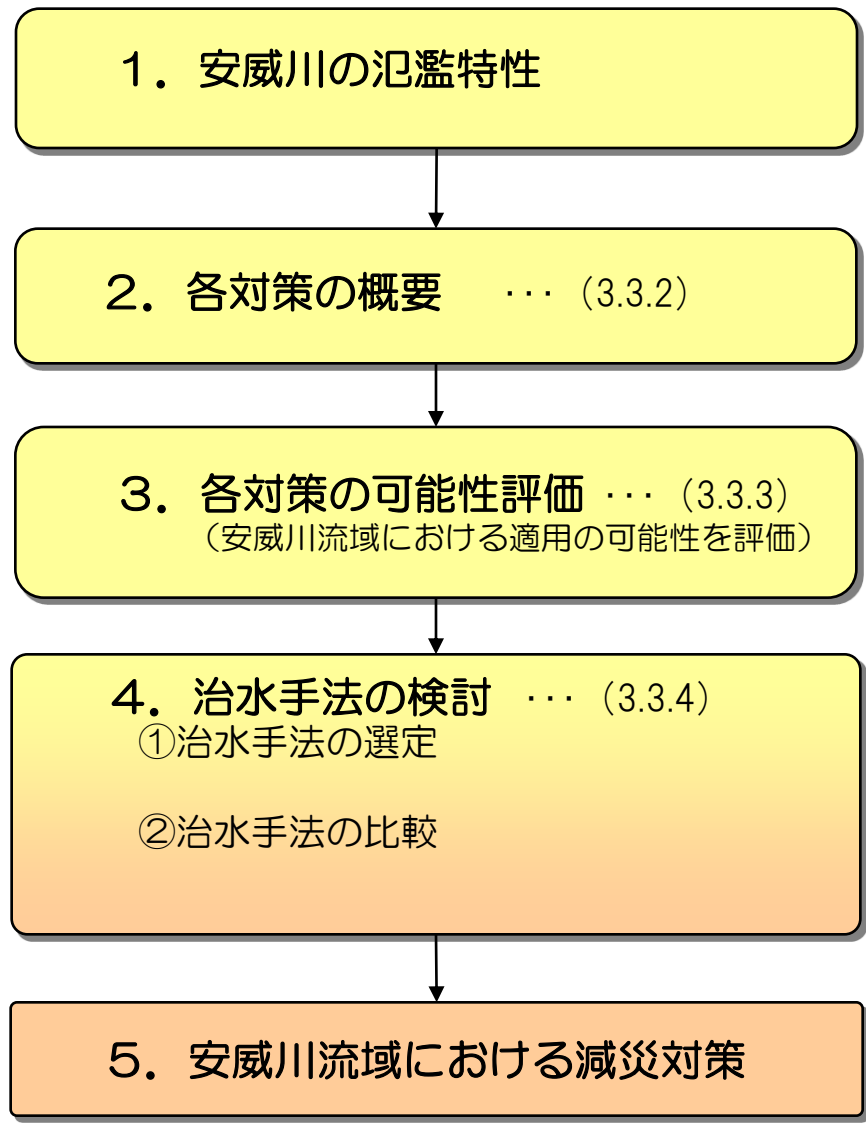 １．安威川の氾濫特性
２．各対策の概要　･･･（3.3.2）
３．各対策の可能性評価 ･･･（3.3.3）
（安威川流域における適用の可能性を評価）
４．治水手法の検討 ･･･（3.3.4）
①治水手法の選定
②治水手法の比較
５．安威川流域における減災対策